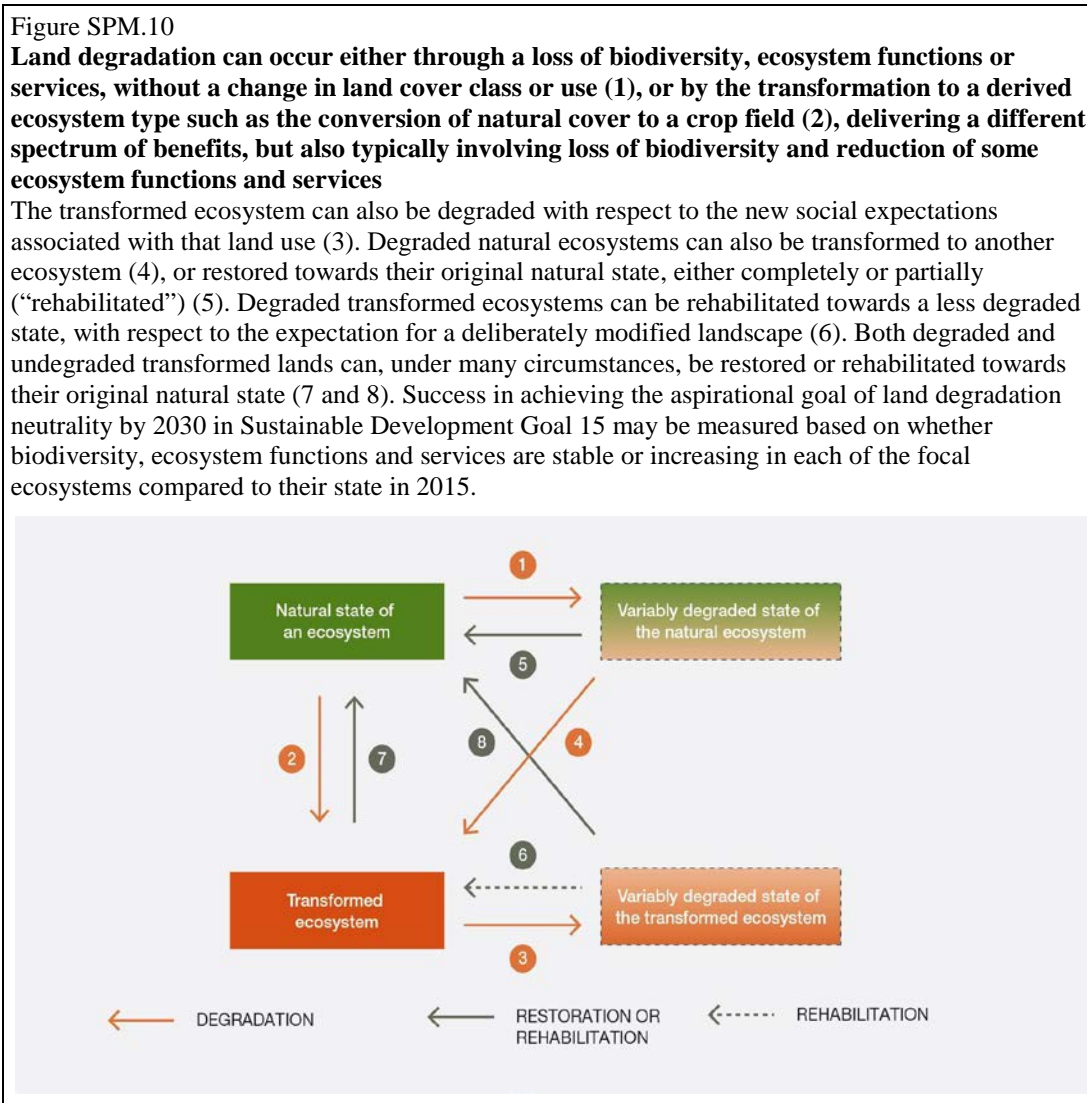 Figure SPM.10
Land degradation can occur either through a loss of biodiversity, ecosystem functions or
services, without a change in land cover class or use (1), or by the transformation to a derived
ecosystem type such as the conversion of natural cover to a crop field (2), delivering a different
spectrum of benefits, but also typically involving loss of biodiversity and reduction of some
ecosystem functions and services
The transformed ecosystem can also be degraded with respect to the new social expectations
associated with that land use (3). Degraded natural ecosystems can also be transformed to another
ecosystem (4), or restored towards their original natural state, either completely or partially
(“rehabilitated”) (5). Degraded transformed ecosystems can be rehabilitated towards a less degraded
state, with respect to the expectation for a deliberately modified landscape (6). Both degraded and
undegraded transformed lands can, under many circumstances, be restored or rehabilitated towards
their original natural state (7 and 8). Success in achieving the aspirational goal of land degradation
neutrality by 2030 in Sustainable Development Goal 15 may be measured based on whether
biodiversity, ecosystem functions and services are stable or increasing in each of the focal
ecosystems compared to their state in 2015.
1
Natural state of
an ecosystem
Variably degraded state of
the natural ecosystem
5
2
7
8
4
6
Transformed
ecosystem
Variably degraded state of
the transformed ecosystem
3
DEGRADATION
RESTORATION OR
REHABILITATION
REHABILITATION